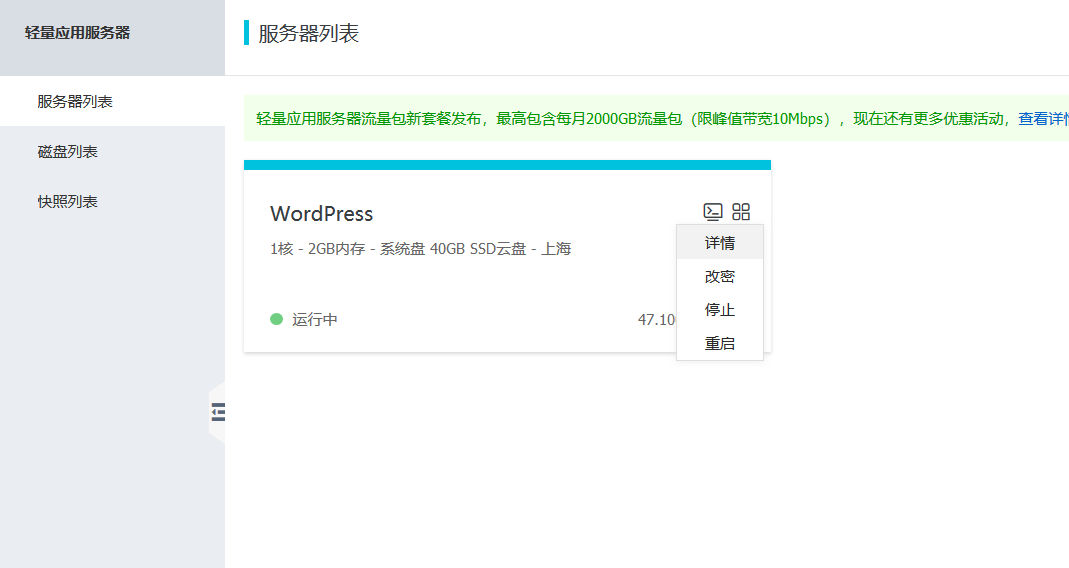 轻量应用服务器
服务器列表
磁盘列表
快照列表
服务器列表
轻量应用服务器流量包新套餐发布，最高包含每月2000GB流量包（限峰值带宽10Mbps），现在还有更多优惠活动，查看详情
WordPress
1核 - 2GB内存 - 系统盘 40GB SSD云盘 - 上海
运行中
47.10
详情
改密
停止
重启